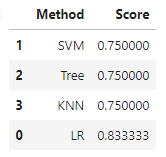 Method Score
1 SVM 0.750000
2 Tree 0.750000
3 KNN 0.750000
0 LR 0.833333